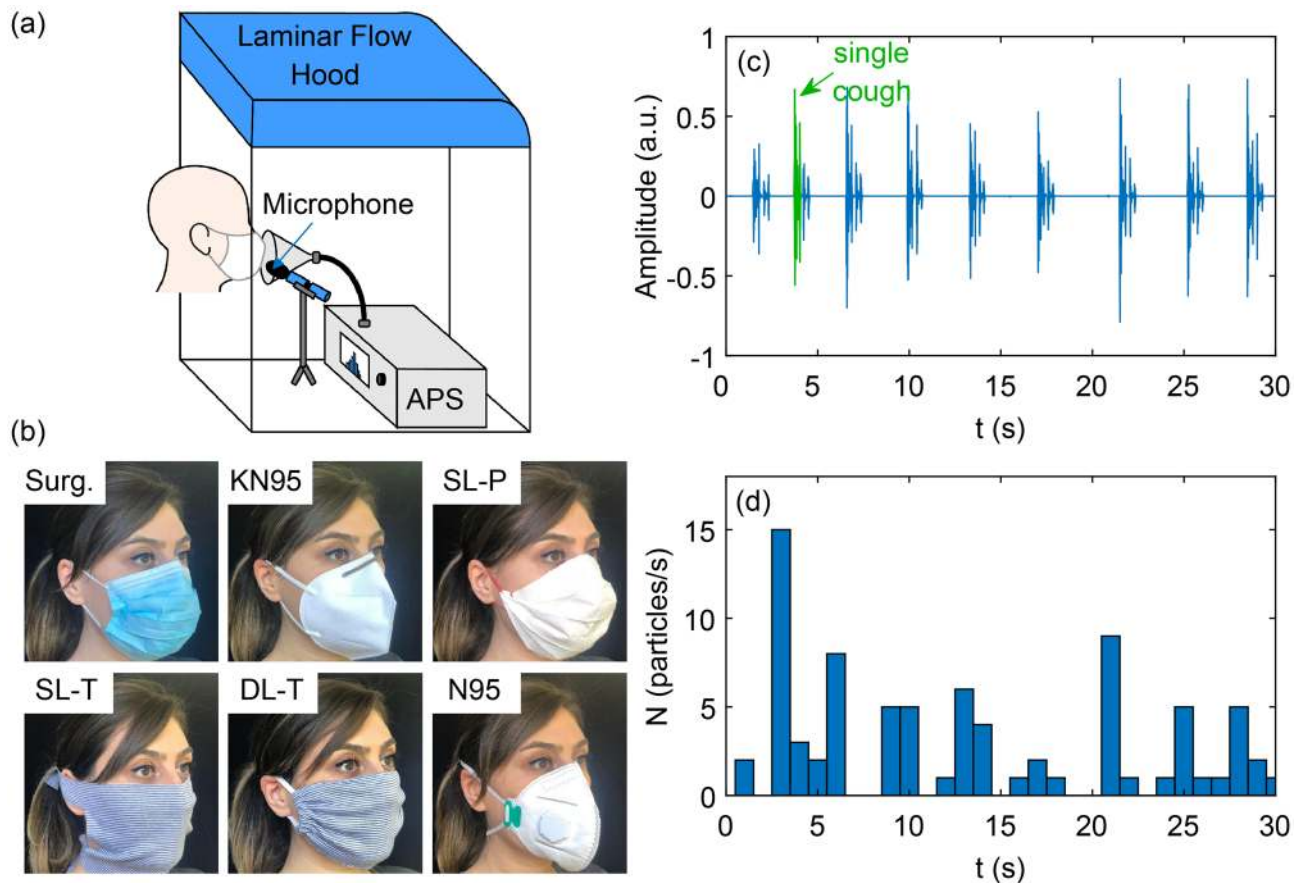 (a)
Laminar Flow
Hood
Microphone
APS
(b)
Surg.
KN95
SL-P
SL-T
DL-T
N95
(c)
single
cough
Amplitude (a.u.)
1
0.5
0
-0.5
-1
0
5
10
15
20
25
30
t (s)
(d)
N (particles/s)
15
10
5
0
0
5
10
15
20
25
30
t (s)